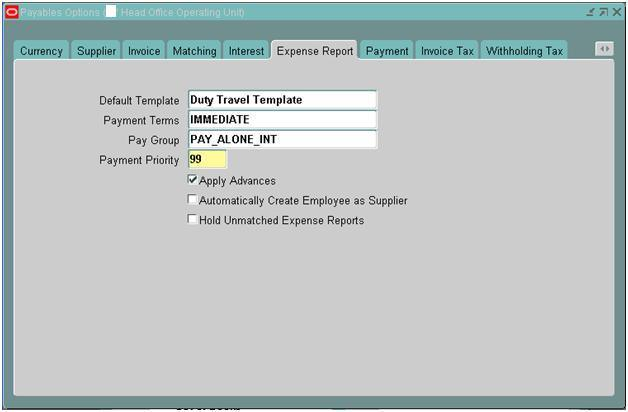 Payables Options ( Head Office Operating Unit)
Currency Supplier Invoice Matching Interest Expense Report Payment Invoice Tax Withholding Tax
Default Template Duty Travel Template
Payment Terms IMMEDIATE
Pay Group PAY_ALONE_INT
Payment Priority 99
Apply Advances
Automatically Create Employee as Supplier
Hold Unmatched Expense Reports